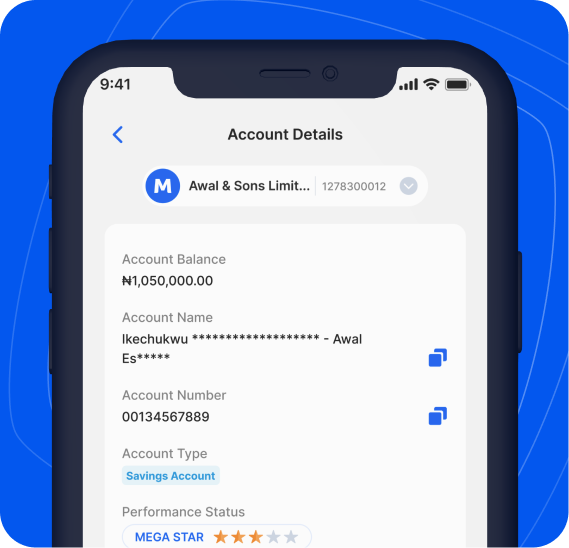 9:41
Account Details
M Awal & Sons Limit... 1278300012
Account Balance
₦1,050,000.00
Account Name
Ikechukwu ******************* - Awal
Es*****
Account Number
00134567889
Account Type
Savings Account
Performance Status
MEGA STAR